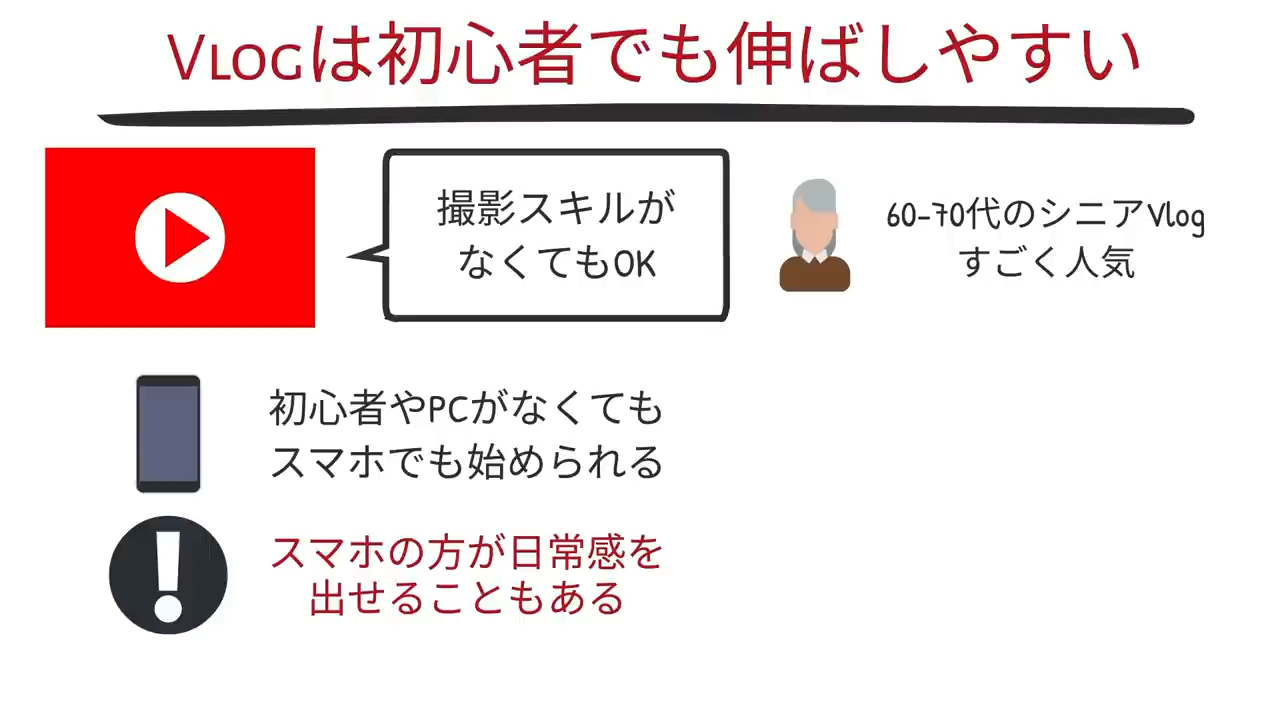 Vlogは初心者でも伸ばしやすい
撮影スキルが
なくてもOK
60-70代のシニアVlog
すごく人気
初心者やPCがなくても
スマホでも始められる
スマホの方が日常感を
出せることもある